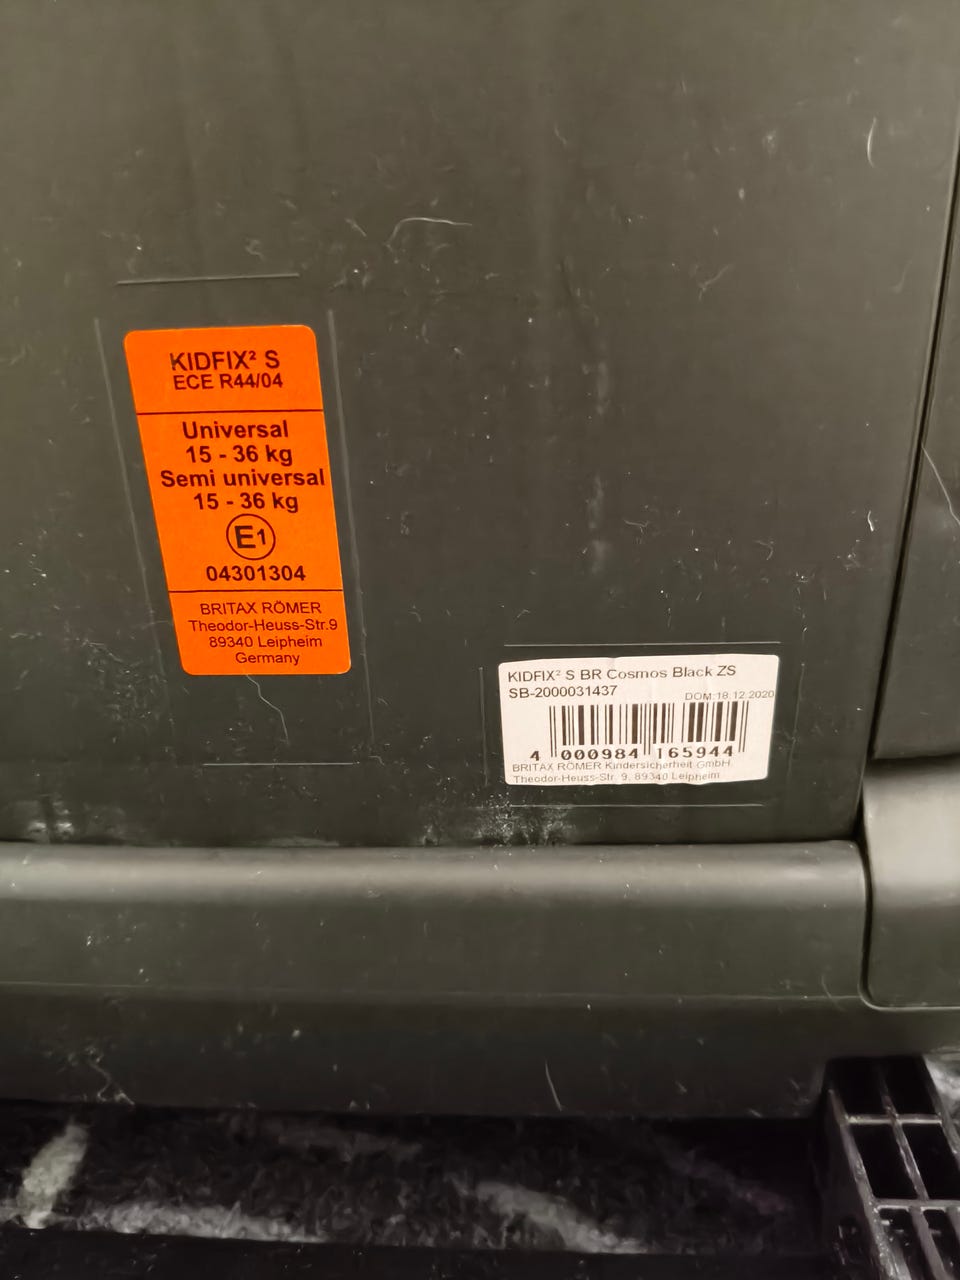 KIDFIX² S
ECE R44/04
Universal
15 - 36 kg
Semi universal
15 - 36 kg
E1
04301304
BRITAX RÖMER
Theodor-Heuss-Str.9
89340 Leipheim
Germany
KIDFIX² S BR Cosmos Black ZS
SB-2000031437
DOM:18.12.2020
4 000984 165944
BRITAX RÖMER Kindersicherheit GmbH
Theodor-Heuss-Str. 9, 89340 Leipheim